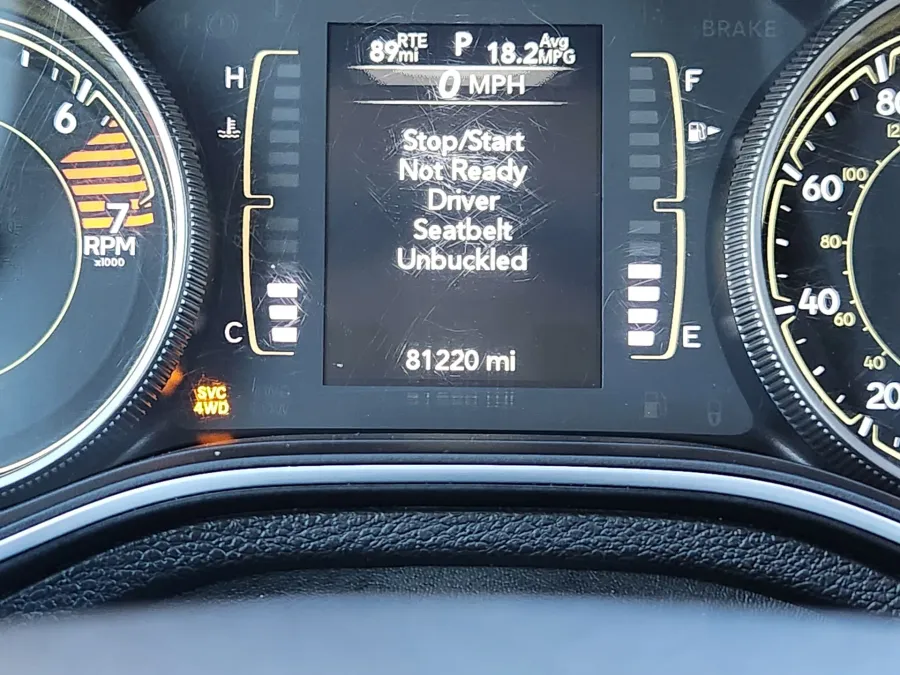 BRAKE
89 RTE mi P 18.2 Avg MPG
0 MPH
H
F
6
80
Stop/Start
Not Ready
60
100
Driver
7
Seatbelt
80
RPM
Unbuckled
x1000
40
60
C
E
81220 mi
40
SVC
4WD
20